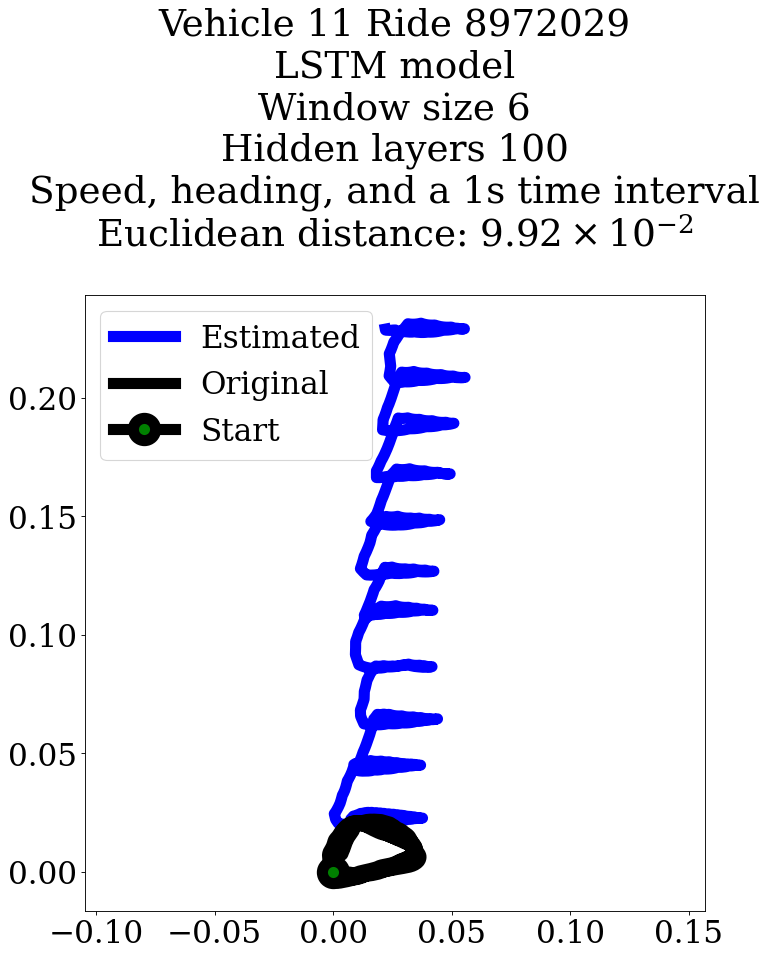 Vehicle 11 Ride 8972029
LSTM model
Window size 6
Hidden layers 100
Speed, heading, and a 1s time interval
Euclidean distance: 9.92 × 10⁻²
Estimated
Original
Start
0.20
0.15
0.10
0.05
0.00
−0.10 −0.05 0.00 0.05 0.10 0.15